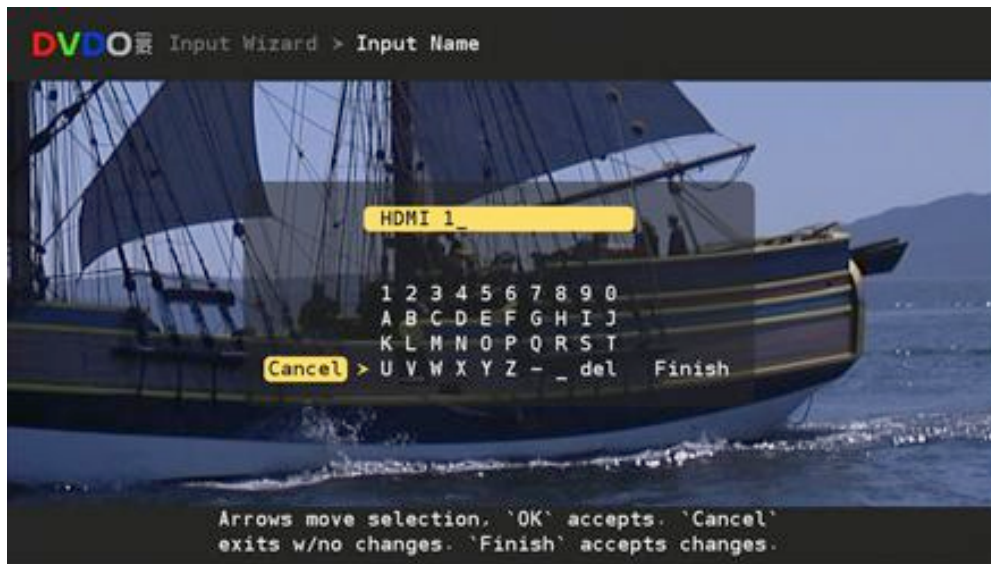 DVDO Input Wizard > Input Name
HDMI 1_
1 2 3 4 5 6 7 8 9 0
A B C D E F G H I J
K L M N O P Q R S T
Cancel > U V W X Y Z ~ _ del Finish
Arrows move selection. `OK` accepts. `Cancel`
exits w/no changes. `Finish` accepts changes.